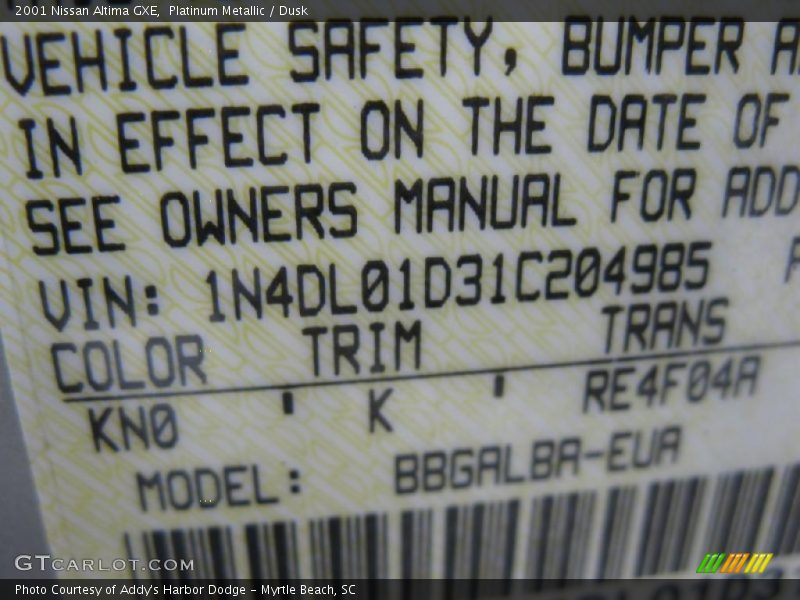 2001 Nissan Altima GXE, Platinum Metallic / Dusk
VEHICLE SAFETY, BUMPER A
IN EFFECT ON THE DATE OF
SEE OWNERS MANUAL FOR ADD
VIN: 1N4DL01D31C204985
COLOR TRIM TRANS
KN0 ' K ' RE4F04A
MODEL: BBGALBA-EUA
GTCARLOT.COM
Photo Courtesy of Addy's Harbor Dodge - Myrtle Beach, SC